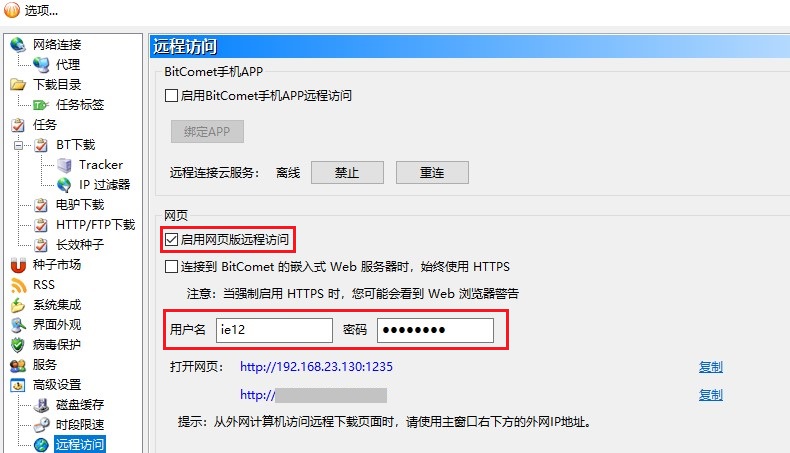 选项...
网络连接
代理
下载目录
任务标签
任务
BT下载
Tracker
IP 过滤器
电驴下载
HTTP/FTP下载
长效种子
种子市场
RSS
系统集成
界面外观
病毒保护
服务
高级设置
磁盘缓存
时段限速
远程访问
远程访问
BitComet手机APP
启用BitComet手机APP远程访问
绑定APP
远程连接云服务： 离线 禁止 重连
网页
启用网页版远程访问
连接到 BitComet 的嵌入式 Web 服务器时，始终使用 HTTPS
注意：当强制启用 HTTPS 时，您可能会看到 Web 浏览器警告
用户名 ie12 密码 ●●●●●●●●
打开网页： http://192.168.23.130:1235 复制
http:// 复制
提示：从外网计算机访问远程下载页面时，请使用主窗口右下方的外网IP地址。